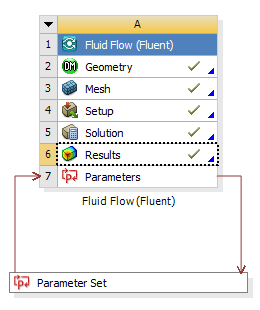 A
1 Fluid Flow (Fluent)
2 DM Geometry
3 Mesh
4 Setup
5 Solution
6 Results
7 p Parameters
Fluid Flow (Fluent)
p Parameter Set